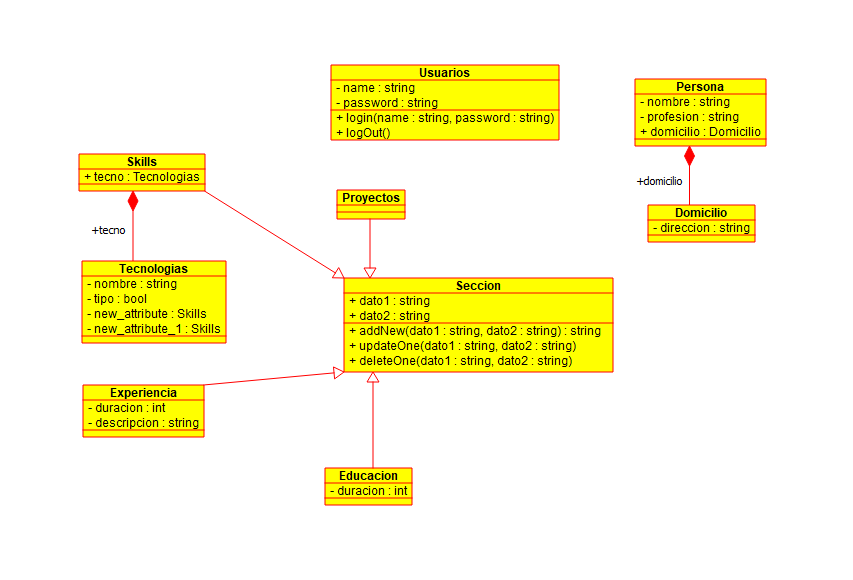 Usuarios
- name : string
- password : string
+ login(name : string, password : string)
+ logOut()
Persona
- nombre : string
- profesion : string
+ domicilio : Domicilio
+domicilio
Domicilio
- direccion : string
Skills
+ tecno : Tecnologias
+tecno
Tecnologias
- nombre : string
- tipo : bool
- new_attribute : Skills
- new_attribute_1 : Skills
Proyectos
Seccion
+ dato1 : string
+ dato2 : string
+ addNew(dato1 : string, dato2 : string) : string
+ updateOne(dato1 : string, dato2 : string)
+ deleteOne(dato1 : string, dato2 : string)
Experiencia
- duracion : int
- descripcion : string
Educacion
- duracion : int